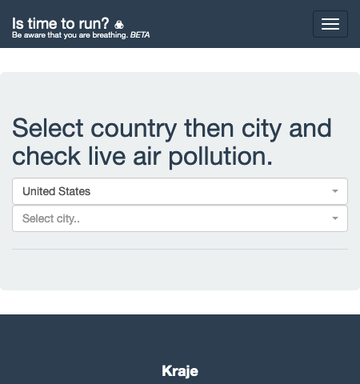 Is time to run?
Be aware that you are breathing. BETA
Select country then city and
check live air pollution.
United States
Select city..
Kraje